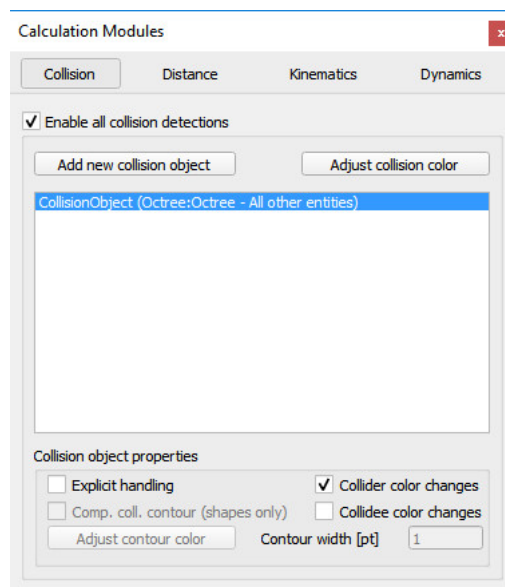 Calculation Modules
x
Collision Distance Kinematics Dynamics
Enable all collision detections
Add new collision object Adjust collision color
CollisionObject (Octree:Octree - All other entities)
Collision object properties
Explicit handling Collider color changes
Comp. coll. contour (shapes only) Collidee color changes
Adjust contour color Contour width [pt] 1